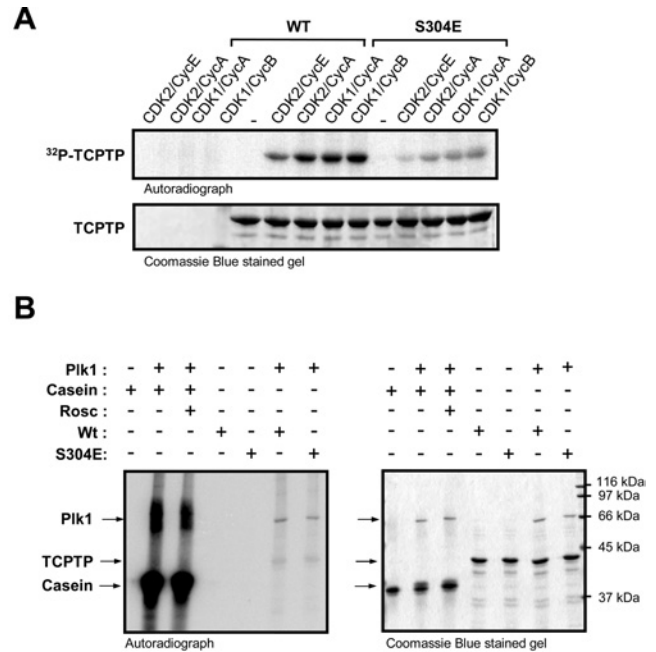 A
WT S304E
CDK2/CycE CDK2/CycA CDK1/CycA CDK1/CycB - CDK2/CycE CDK2/CycA CDK1/CycA CDK1/CycB - CDK2/CycE CDK2/CycA CDK1/CycA CDK1/CycB
³²P-TCPTP
Autoradiograph
TCPTP
Coomassie Blue stained gel
B
Plk1 : - + + - - + + - + + - - + +
Casein : + + + - - - - + + + - - - -
Rosc : - - + - - - - - - + - - - -
Wt : - - - + - + - - - - + - + -
S304E: - - - - + - + - - - - + - +
116 kDa
97 kDa
Plk1 66 kDa
45 kDa
TCPTP
Casein
37 kDa
Autoradiograph Coomassie Blue stained gel